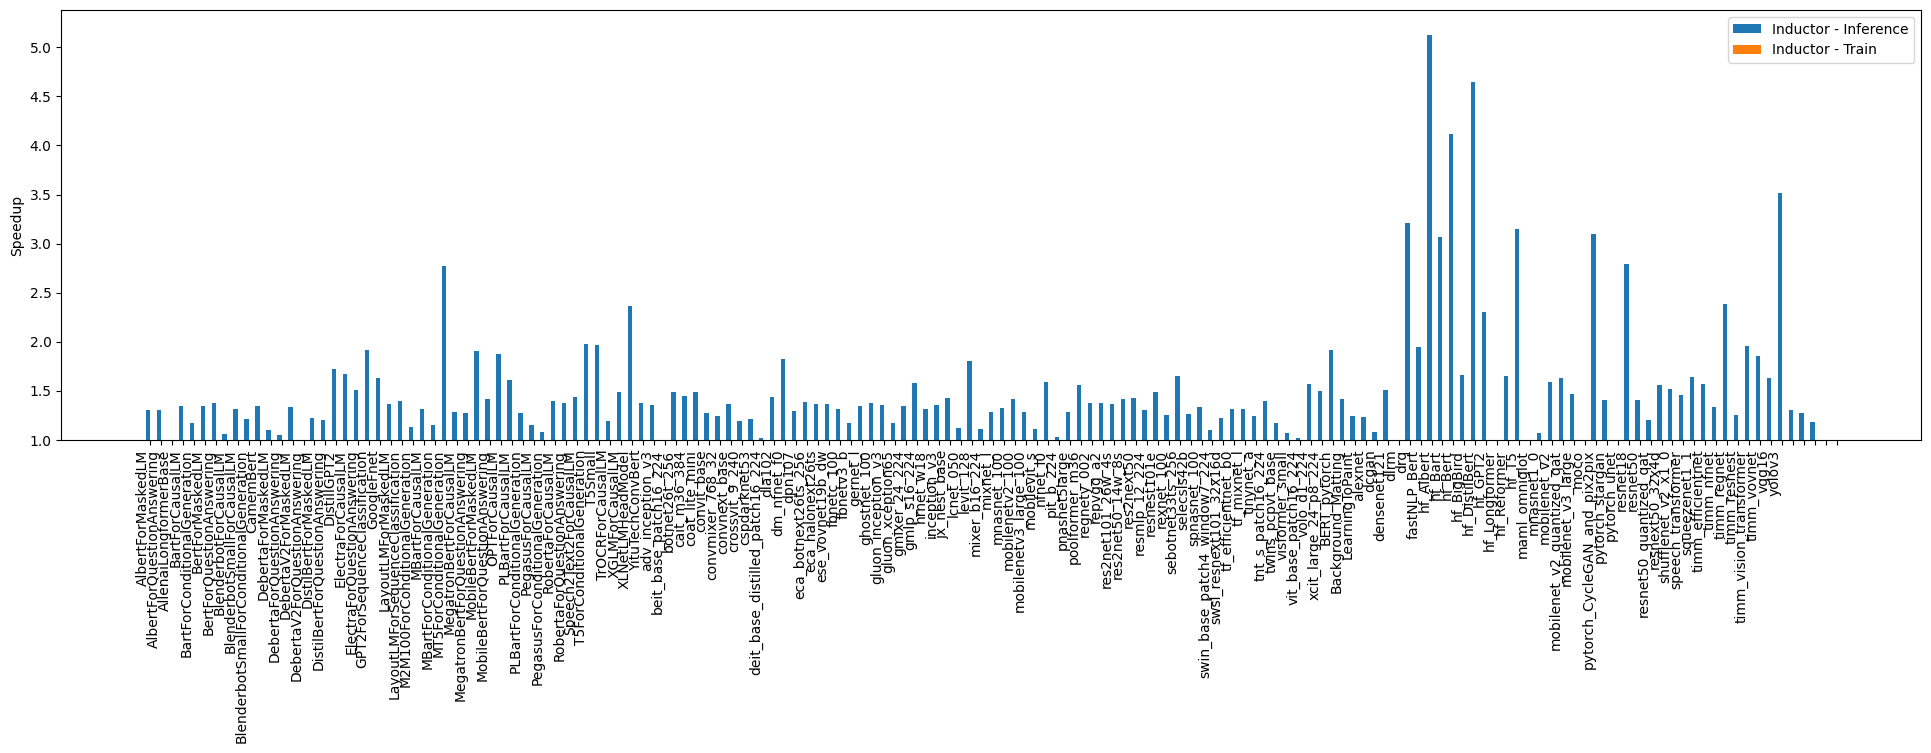 Speedup
5.0
4.5
4.0
3.5
3.0
2.5
2.0
1.5
1.0
Inductor - Inference
Inductor - Train
AlbertForMaskedLM
AlbertForQuestionAnswering
AllenaiLongformerBase
BartForCausalLM
BartForConditionalGeneration
BertForMaskedLM
BertForQuestionAnswering
BlenderbotForCausalLM
BlenderbotSmallForCausalLM
BlenderbotSmallForConditionalGeneration
CamemBert
DebertaForMaskedLM
DebertaForQuestionAnswering
DebertaV2ForMaskedLM
DebertaV2ForQuestionAnswering
DistilBertForMaskedLM
DistilBertForQuestionAnswering
DistillGPT2
ElectraForCausalLM
ElectraForQuestionAnswering
GPT2ForSequenceClassification
GoogleFnet
LayoutLMForMaskedLM
LayoutLMForSequenceClassification
M2M100ForConditionalGeneration
MBartForCausalLM
MBartForConditionalGeneration
MT5ForConditionalGeneration
MegatronBertForCausalLM
MegatronBertForQuestionAnswering
MobileBertForMaskedLM
MobileBertForQuestionAnswering
OPTForCausalLM
PLBartForCausalLM
PLBartForConditionalGeneration
PegasusForCausalLM
PegasusForConditionalGeneration
RobertaForCausalLM
RobertaForQuestionAnswering
Speech2Text2ForCausalLM
T5ForConditionalGeneration
T5Small
TrOCRForCausalLM
XGLMForCausalLM
XLNetLMHeadModel
YituTechConvBert
adv_inception_v3
beit_base_patch16_224
botnet26t_256
cait_m36_384
coat_lite_mini
convit_base
convmixer_768_32
convnext_base
crossvit_9_240
cspdarknet53
deit_base_distilled_patch16_224
dla102
dm_nfnet_f0
dpn107
eca_botnext26ts_256
eca_halonext26ts
ese_vovnet19b_dw
fbnetc_100
fbnetv3_b
gernet_l
ghostnet_100
gluon_inception_v3
gluon_xception65
gmixer_24_224
gmlp_s16_224
hrnet_w18
inception_v3
jx_nest_base
lcnet_050
levit_128
mixer_b16_224
mixnet_l
mnasnet_100
mobilenetv2_100
mobilenetv3_large_100
mobilevit_s
nfnet_l0
pit_b_224
pnasnet5large
poolformer_m36
regnety_002
repvgg_a2
res2net101_26w_4s
res2net50_14w_8s
res2next50
resmlp_12_224
resnest101e
rexnet_100
sebotnet33ts_256
selecsls42b
spnasnet_100
swin_base_patch4_window7_224
swsl_resnext101_32x16d
tf_efficientnet_b0
tf_mixnet_l
tinynet_a
tnt_s_patch16_224
twins_pcpvt_base
visformer_small
vit_base_patch16_224
volo_d1_224
xcit_large_24_p8_224
BERT_pytorch
Background_Matting
LearningToPaint
alexnet
dcgan
densenet121
dlrm
drq
fastNLP_Bert
hf_Albert
hf_Bart
hf_Bert
hf_BigBird
hf_DistilBert
hf_GPT2
hf_Longformer
hf_Reformer
hf_T5
maml_omniglot
mnasnet1_0
mobilenet_v2
mobilenet_v2_quantized_qat
mobilenet_v3_large
moco
pytorch_CycleGAN_and_pix2pix
pytorch_stargan
pytorch_unet
resnet18
resnet50
resnet50_quantized_qat
resnext50_32x4d
shufflenet_v2_x1_0
speech_transformer
squeezenet1_1
timm_efficientnet
timm_nfnet
timm_regnet
timm_resnest
timm_vision_transformer
timm_vovnet
vgg16
yolov3